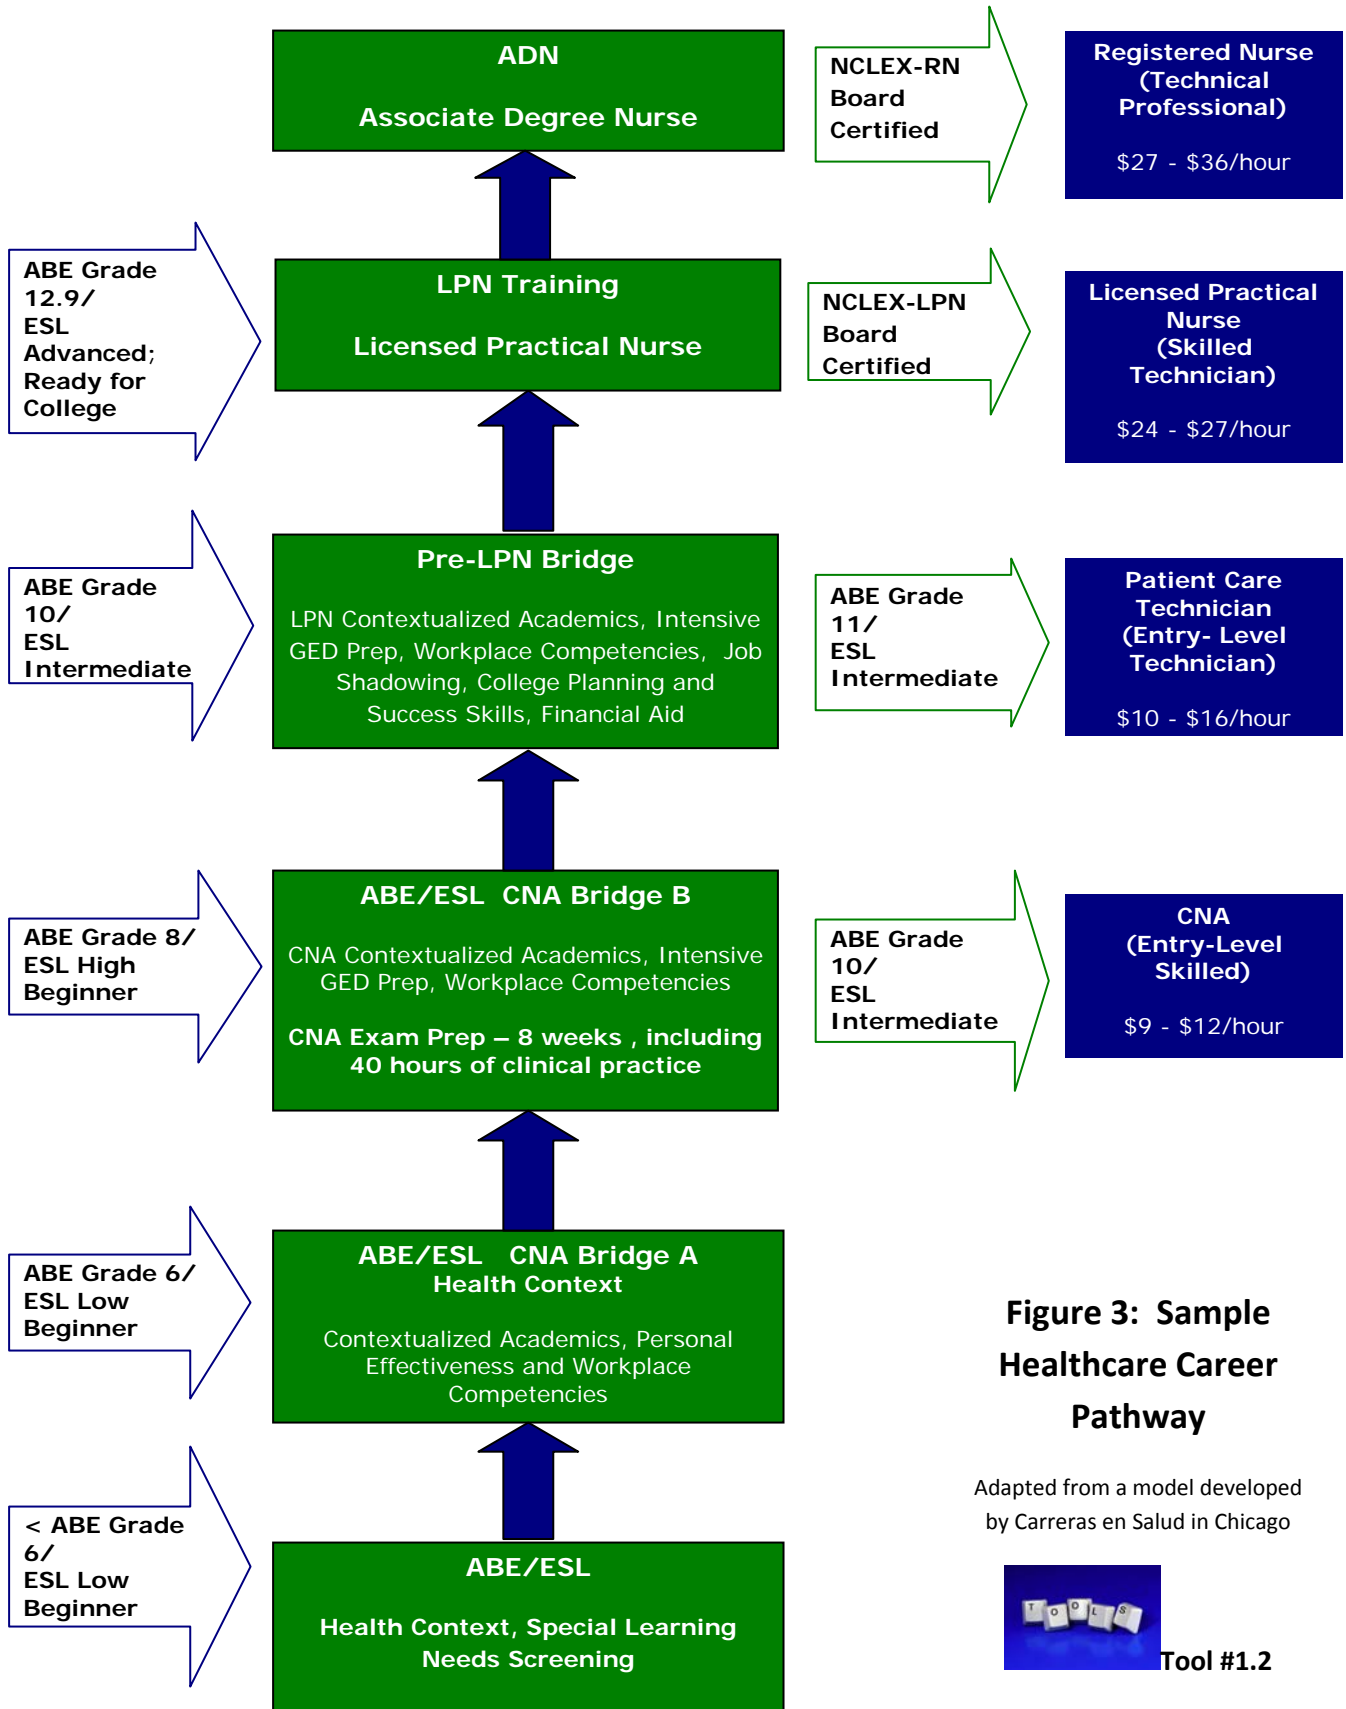 ADN
Associate Degree Nurse
NCLEX-RN
Board
Certified
Registered Nurse
(Technical
Professional)
$27 - $36/hour
ABE Grade
12.9/
ESL
Advanced;
Ready for
College
LPN Training
Licensed Practical Nurse
NCLEX-LPN
Board
Certified
Licensed Practical
Nurse
(Skilled
Technician)
$24 - $27/hour
ABE Grade
10/
ESL
Intermediate
Pre-LPN Bridge
LPN Contextualized Academics, Intensive
GED Prep, Workplace Competencies, Job
Shadowing, College Planning and
Success Skills, Financial Aid
ABE Grade
11/
ESL
Intermediate
Patient Care
Technician
(Entry- Level
Technician)
$10 - $16/hour
ABE Grade 8/
ESL High
Beginner
ABE/ESL CNA Bridge B
CNA Contextualized Academics, Intensive
GED Prep, Workplace Competencies
CNA Exam Prep – 8 weeks , including
40 hours of clinical practice
ABE Grade
10/
ESL
Intermediate
CNA
(Entry-Level
Skilled)
$9 - $12/hour
ABE Grade 6/
ESL Low
Beginner
ABE/ESL CNA Bridge A
Health Context
Contextualized Academics, Personal
Effectiveness and Workplace
Competencies
< ABE Grade
6/
ESL Low
Beginner
ABE/ESL
Health Context, Special Learning
Needs Screening
Figure 3: Sample
Healthcare Career
Pathway
Adapted from a model developed
by Carreras en Salud in Chicago
TOOLS
Tool #1.2